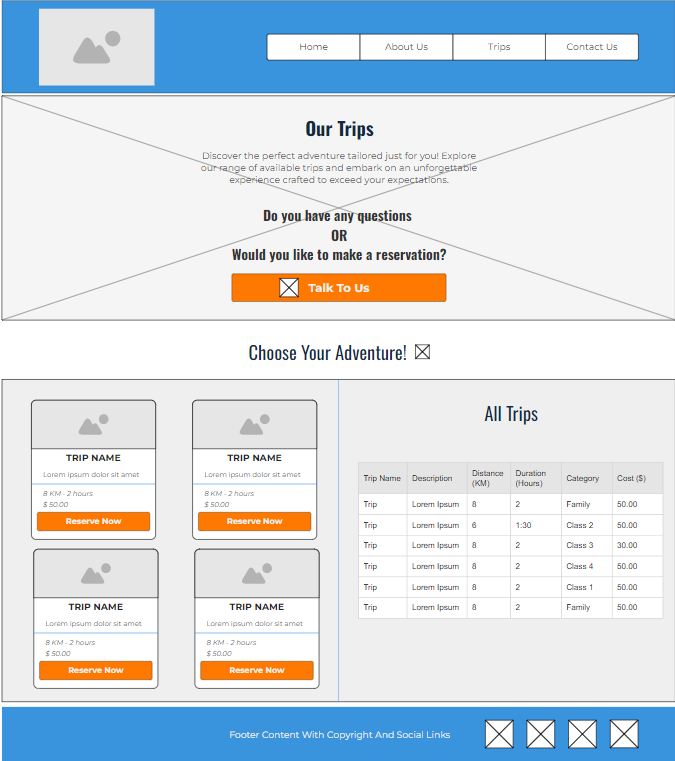 Home About Us Trips Contact Us
Our Trips
Discover the perfect adventure tailored just for you! Explore
our range of available trips and embark on an unforgettable
experience crafted to exceed your expectations.
Do you have any questions
OR
Would you like to make a reservation?
Talk To Us
Choose Your Adventure!
TRIP NAME
Lorem ipsum dolor sit amet
8 KM - 2 hours
$ 50.00
Reserve Now
TRIP NAME
Lorem ipsum dolor sit amet
8 KM - 2 hours
$ 50.00
Reserve Now
TRIP NAME
Lorem ipsum dolor sit amet
8 KM - 2 hours
$ 50.00
Reserve Now
TRIP NAME
Lorem ipsum dolor sit amet
8 KM - 2 hours
$ 50.00
Reserve Now
All Trips
Trip Name Description Distance (KM) Duration (Hours) Category Cost ($)
Trip Lorem Ipsum 8 2 Family 50.00
Trip Lorem Ipsum 6 1:30 Class 2 50.00
Trip Lorem Ipsum 8 2 Class 3 30.00
Trip Lorem Ipsum 8 2 Class 4 50.00
Trip Lorem Ipsum 8 2 Class 1 50.00
Trip Lorem Ipsum 8 2 Family 50.00
Footer Content With Copyright And Social Links